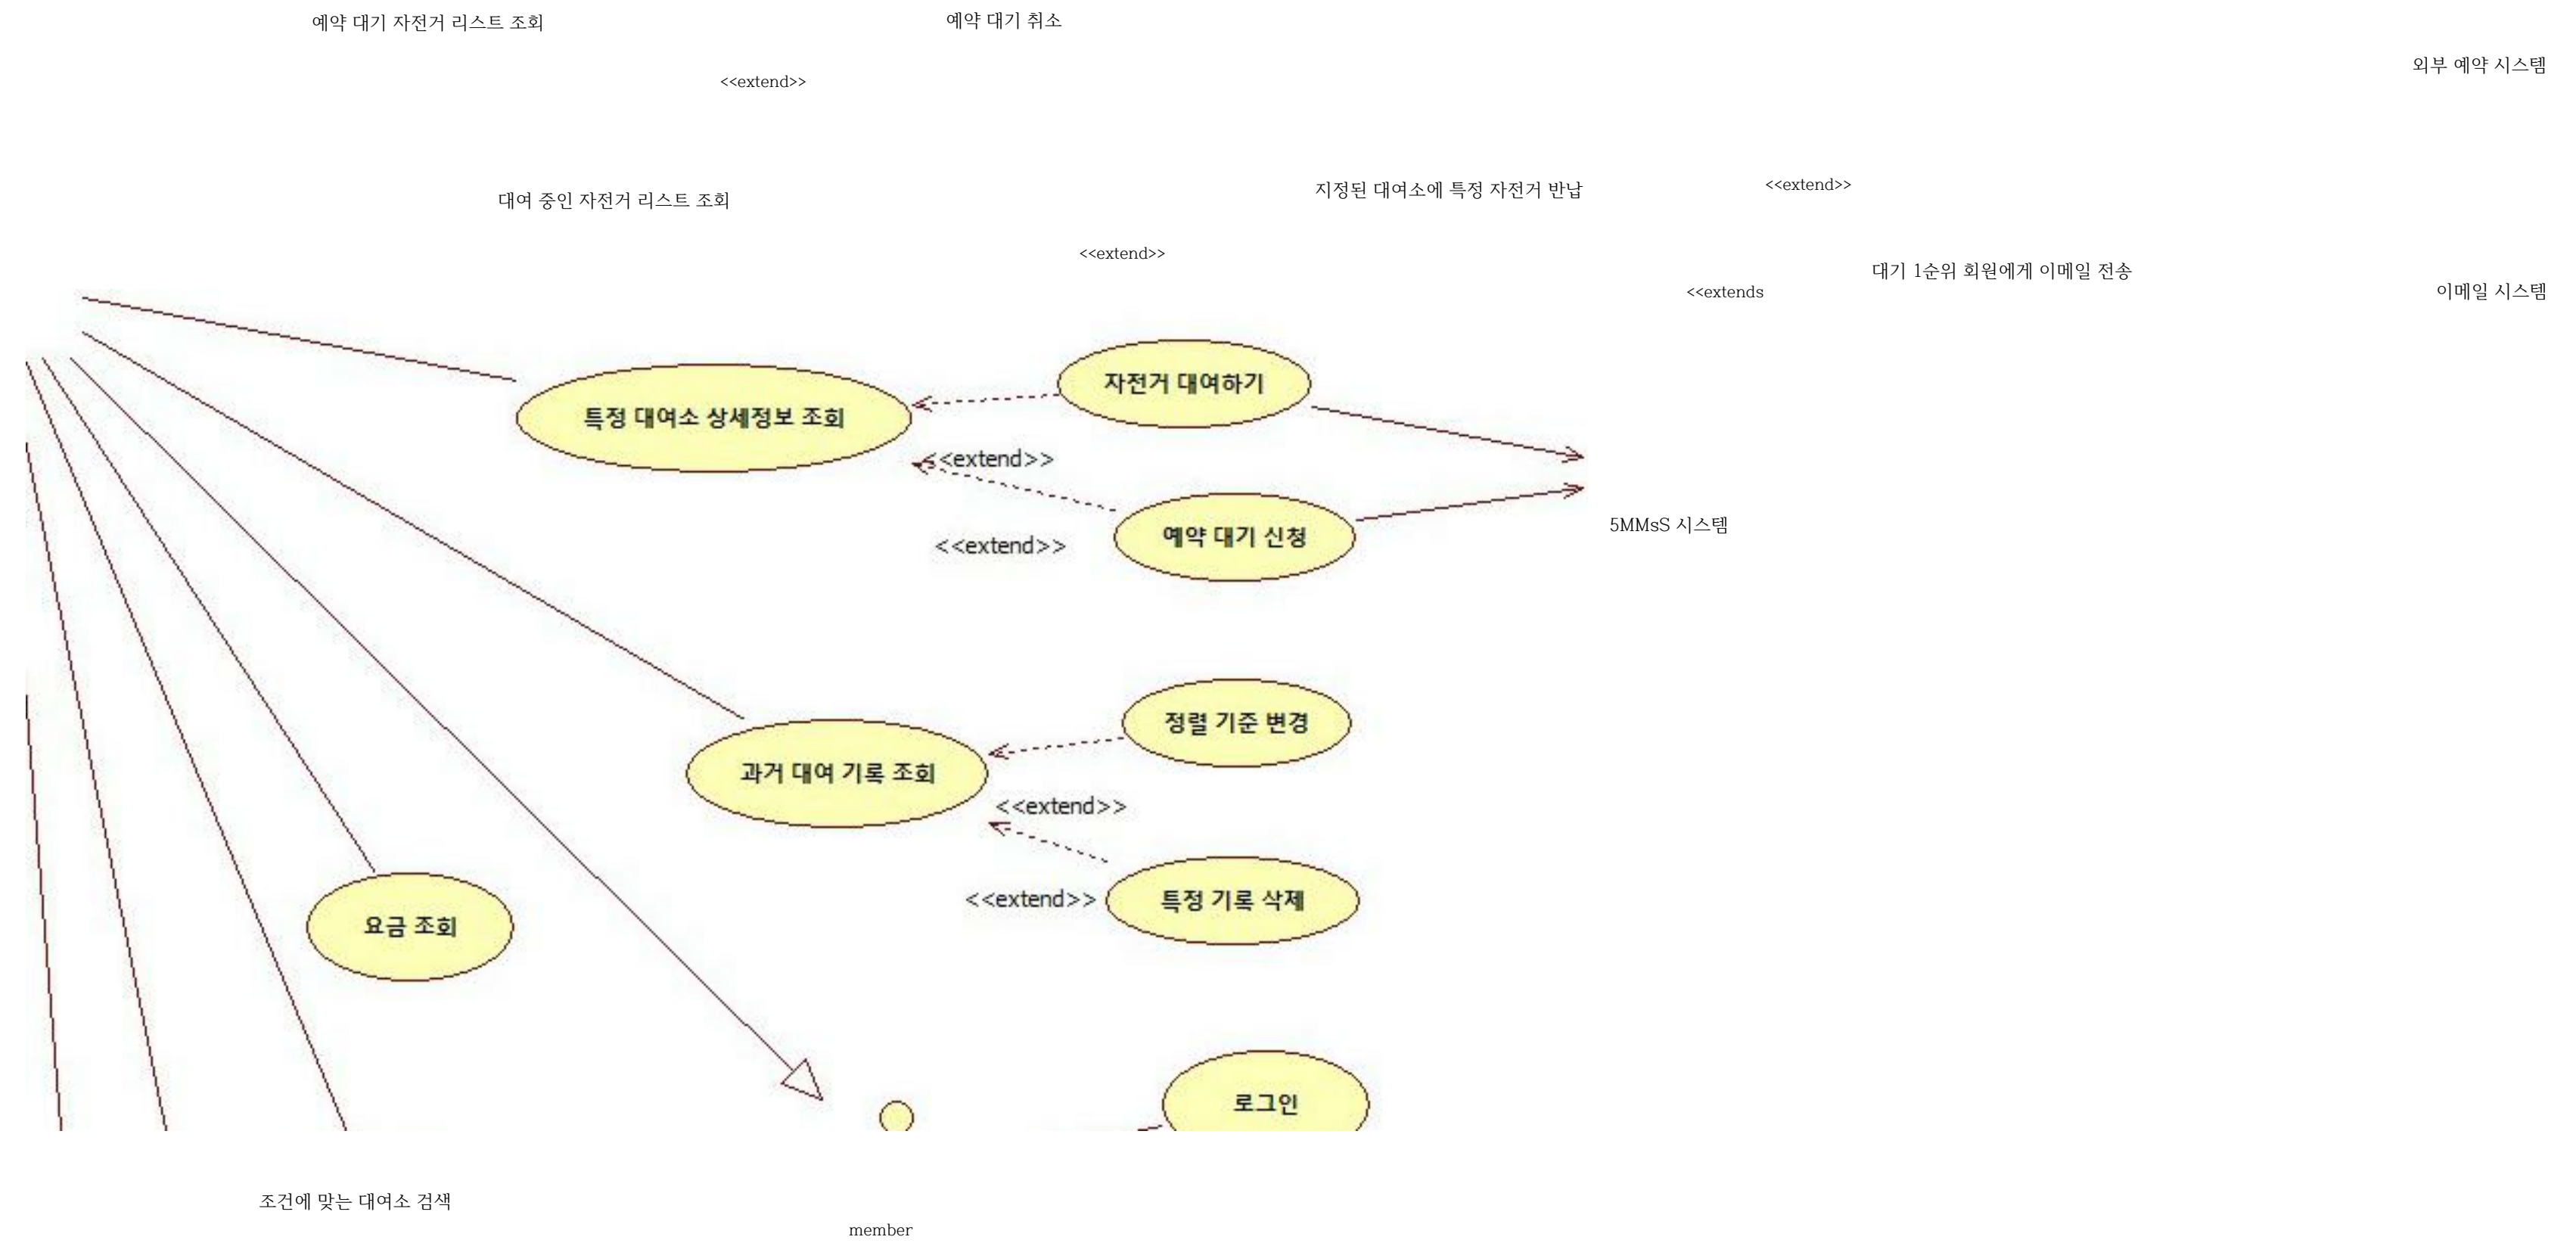 예약 대기 자전거 리스트 조회
예약 대기 취소
외부 예약 시스템
<<extend>>
대여 중인 자전거 리스트 조회
지정된 대여소에 특정 자전거 반납
<<extend>>
<<extend>>
대기 1순위 회원에게 이메일 전송
<<extends
이메일 시스템
자전거 대여하기
특정 대여소 상세정보 조회
<<extend>>
예약 대기 신청
<<extend>>
5MMsS 시스템
정렬 기준 변경
과거 대여 기록 조회
<<extend>>
<<extend>>
특정 기록 삭제
요금 조회
로그인
조건에 맞는 대여소 검색
member